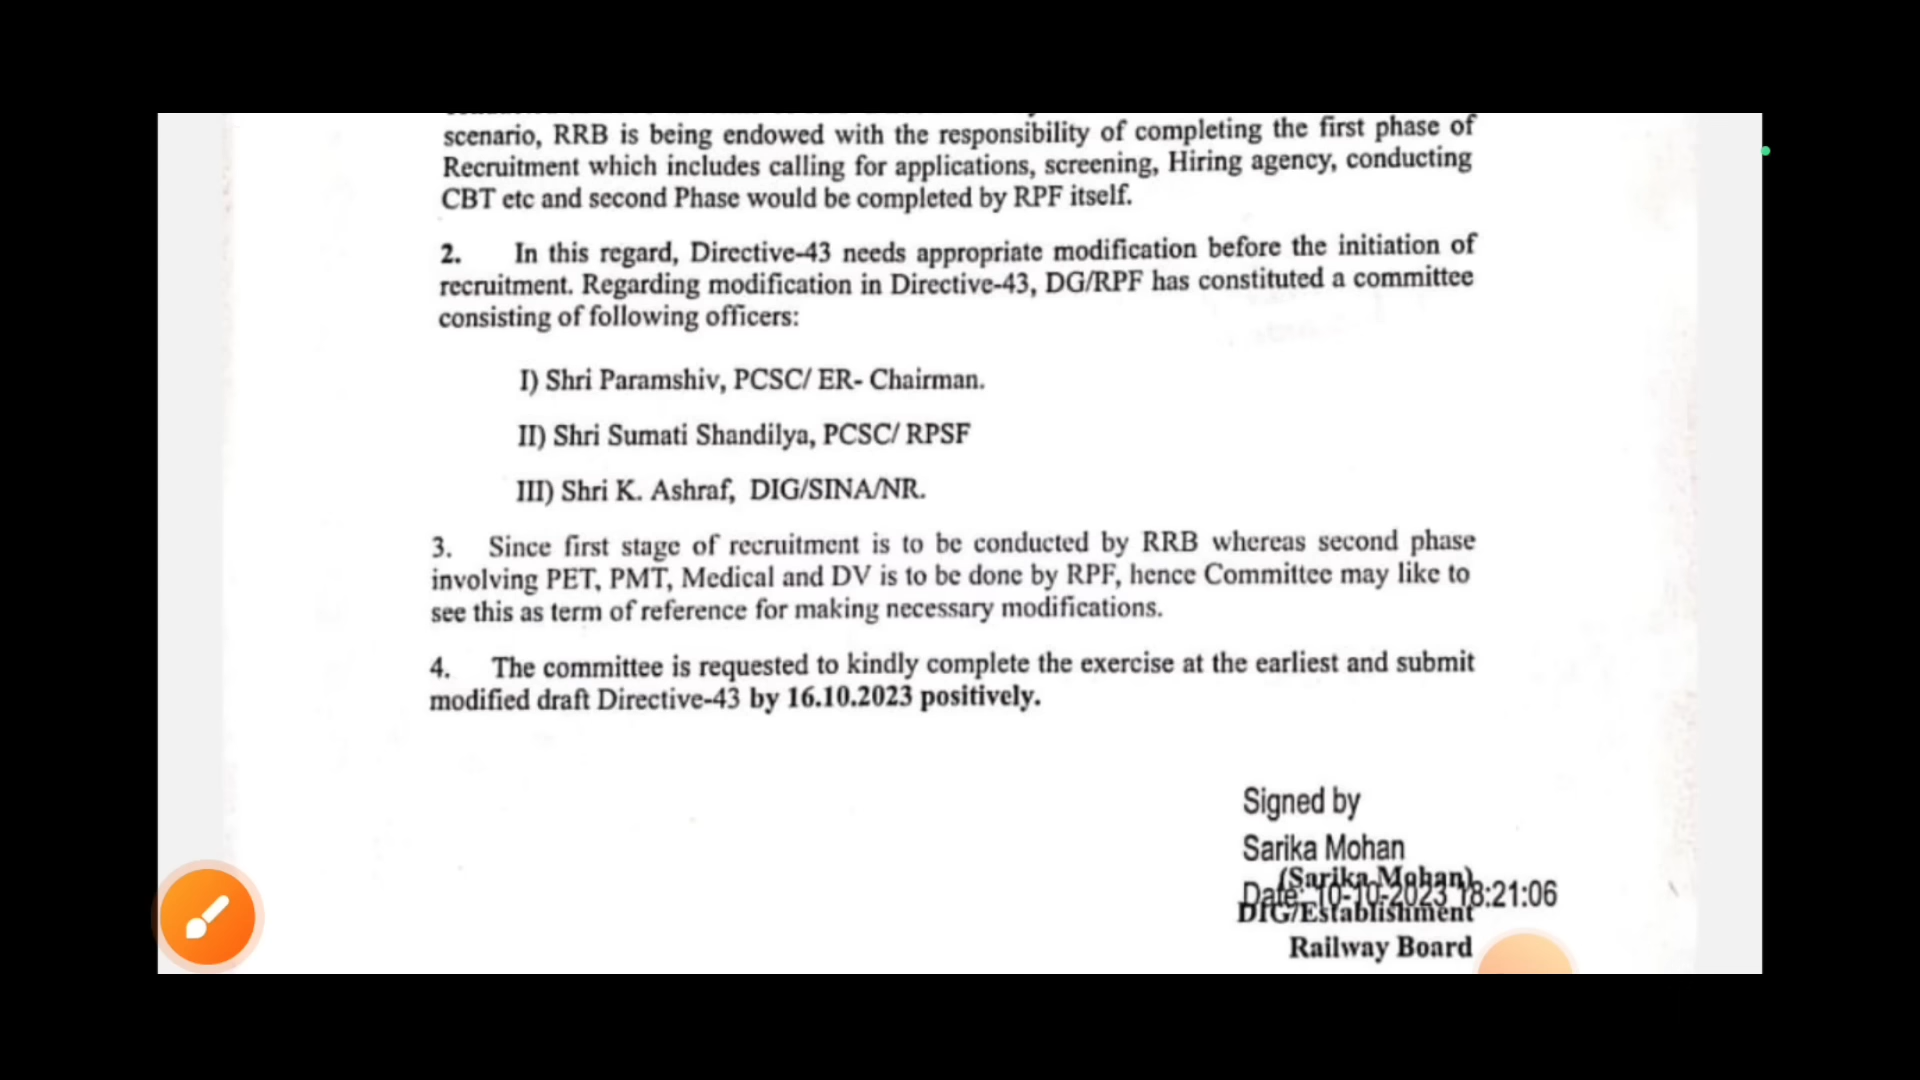 scenario, RRB is being endowed with the responsibility of completing the first phase of
Recruitment which includes calling for applications, screening, Hiring agency, conducting
CBT etc and second Phase would be completed by RPF itself.
2. In this regard, Directive-43 needs appropriate modification before the initiation of
recruitment. Regarding modification in Directive-43, DG/RPF has constituted a committee
consisting of following officers:
I) Shri Paramshiv, PCSC/ ER- Chairman.
II) Shri Sumati Shandilya, PCSC/ RPSF
III) Shri K. Ashraf, DIG/SINA/NR.
3. Since first stage of recruitment is to be conducted by RRB whereas second phase
involving PET, PMT, Medical and DV is to be done by RPF, hence Committee may like to
see this as term of reference for making necessary modifications.
4. The committee is requested to kindly complete the exercise at the earliest and submit
modified draft Directive-43 by 16.10.2023 positively.
Signed by
Sarika Mohan
(Sarika Mohan)
Date: 10-10-2023 18:21:06
DIG/Establishment
Railway Board